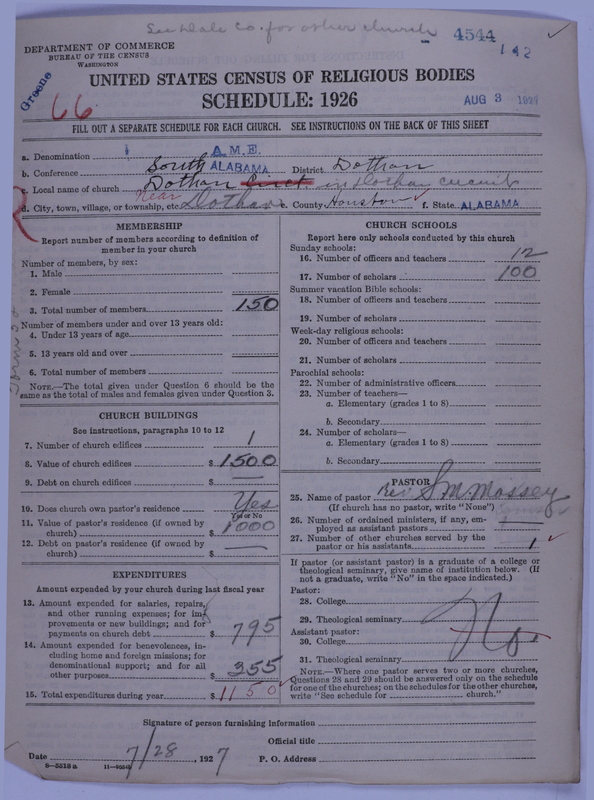 See Dale Co. for other church
4544
142
DEPARTMENT OF COMMERCE
BUREAU OF THE CENSUS
WASHINGTON
Greene
66
UNITED STATES CENSUS OF RELIGIOUS BODIES
SCHEDULE: 1926
AUG 3 1927
FILL OUT A SEPARATE SCHEDULE FOR EACH CHURCH. SEE INSTRUCTIONS ON THE BACK OF THIS SHEET
a. Denomination A. M. E.
b. Conference South ALABAMA District Dothan
c. Local name of church Dothan Circt in Dothan circuit
d. City, town, village, or township, etc. near Dothan e. County Houston f. State ALABAMA
MEMBERSHIP
Report number of members according to definition of
member in your church
Number of members, by sex:
1. Male
2. Female
3. Total number of members 150
Number of members under and over 13 years old:
4. Under 13 years of age
5. 13 years old and over
6. Total number of members
NOTE.—The total given under Question 6 should be the
same as the total of males and females given under Question 3.
CHURCH BUILDINGS
See instructions, paragraphs 10 to 12
7. Number of church edifices 1
8. Value of church edifices $ 1500
9. Debt on church edifices $ —
10. Does church own pastor's residence Yes
Yes or No
11. Value of pastor's residence (if owned by
church) $ 1000
12. Debt on pastor's residence (if owned by
church) $ —
EXPENDITURES
Amount expended by your church during last fiscal year
13. Amount expended for salaries, repairs,
and other running expenses; for im-
provements or new buildings; and for
payments on church debt $ 795
14. Amount expended for benevolences, in-
cluding home and foreign missions; for
denominational support; and for all
other purposes $ 355
15. Total expenditures during year $ 1150
CHURCH SCHOOLS
Report here only schools conducted by this church
Sunday schools:
16. Number of officers and teachers 12
17. Number of scholars 100
Summer vacation Bible schools:
18. Number of officers and teachers
19. Number of scholars
Week-day religious schools:
20. Number of officers and teachers
21. Number of scholars
Parochial schools:
22. Number of administrative officers
23. Number of teachers—
a. Elementary (grades 1 to 8)
b. Secondary
24. Number of scholars—
a. Elementary (grades 1 to 8)
b. Secondary
PASTOR
25. Name of pastor Rev S M Massey
(If church has no pastor, write "None")
26. Number of ordained ministers, if any, em-
ployed as assistant pastors
27. Number of other churches served by the
pastor or his assistants 1
If pastor (or assistant pastor) is a graduate of a college or
theological seminary, give name of institution below. (If
not a graduate, write "No" in the space indicated.)
Pastor:
28. College
29. Theological seminary No
Assistant pastor:
30. College
31. Theological seminary
NOTE.—Where one pastor serves two or more churches,
Questions 28 and 29 should be answered only on the schedule
for one of the churches; on the schedules for the other churches,
write "See schedule for church."
Signature of person furnishing information
Official title
Date 7/28, 1927 P. O. Address
6—5518 a